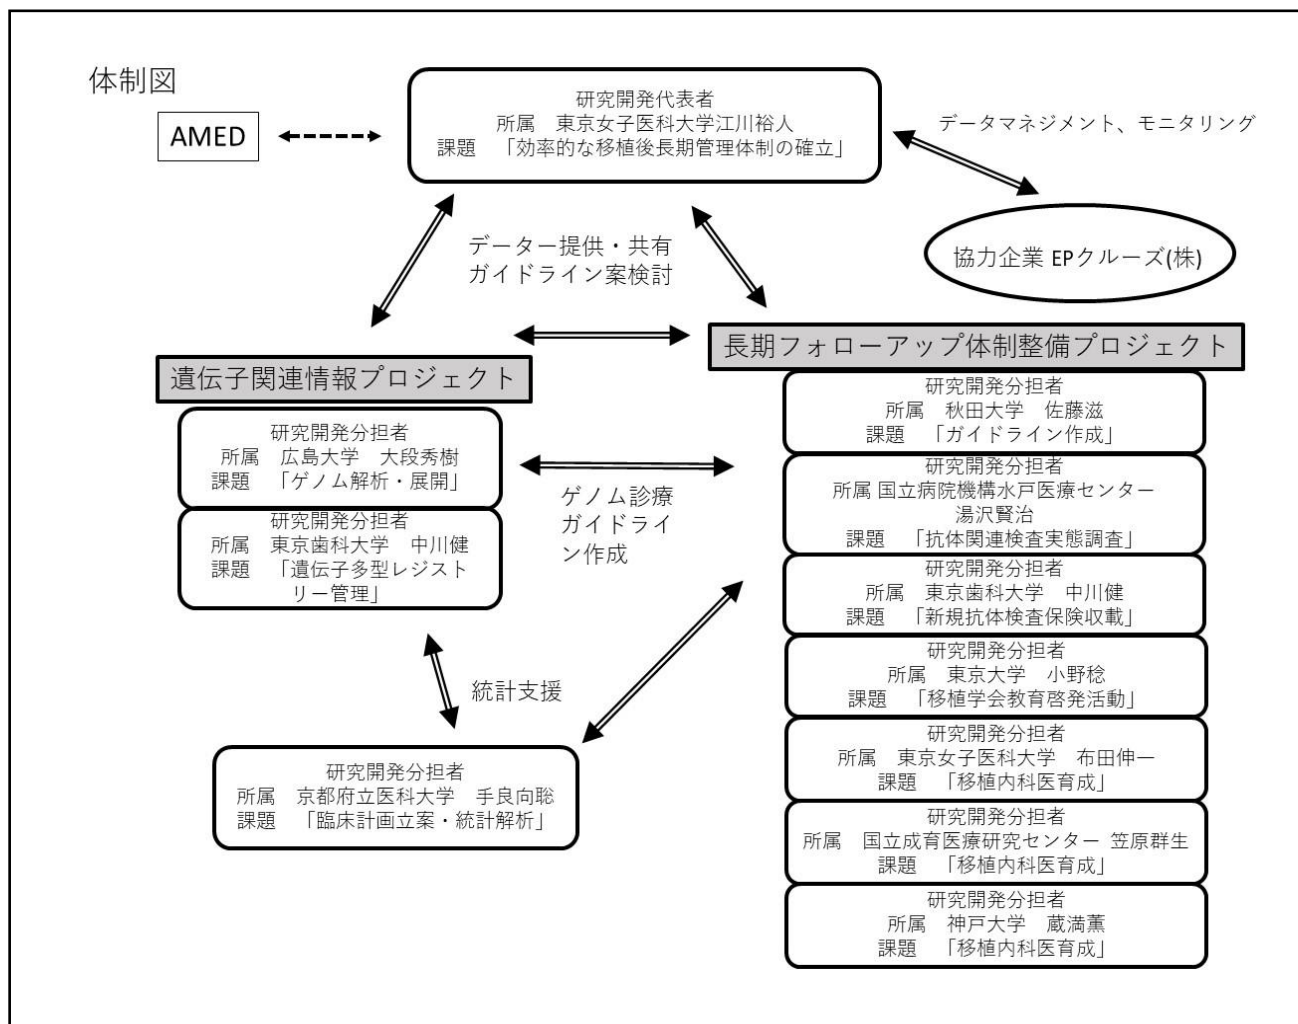 体制図
AMED
研究開発代表者
所属　東京女子医科大学江川裕人
課題　「効率的な移植後長期管理体制の確立」
データマネジメント、モニタリング
協力企業 EPクルーズ(株)
データー提供・共有
ガイドライン案検討
遺伝子関連情報プロジェクト
研究開発分担者
所属　広島大学　大段秀樹
課題　「ゲノム解析・展開」
研究開発分担者
所属　東京歯科大学　中川健
課題　「遺伝子多型レジスト
リー管理」
ゲノム診療
ガイドライ
ン作成
統計支援
研究開発分担者
所属　京都府立医科大学　手良向聡
課題　「臨床計画立案・統計解析」
長期フォローアップ体制整備プロジェクト
研究開発分担者
所属　秋田大学　佐藤滋
課題　「ガイドライン作成」
研究開発分担者
所属 国立病院機構水戸医療センター
湯沢賢治
課題　「抗体関連検査実態調査」
研究開発分担者
所属　東京歯科大学　中川健
課題　「新規抗体検査保険収載」
研究開発分担者
所属　東京大学　小野稔
課題　「移植学会教育啓発活動」
研究開発分担者
所属　東京女子医科大学　布田伸一
課題　「移植内科医育成」
研究開発分担者
所属　国立成育医療研究センター 笠原群生
課題　「移植内科医育成」
研究開発分担者
所属　神戸大学　蔵満薫
課題　「移植内科医育成」